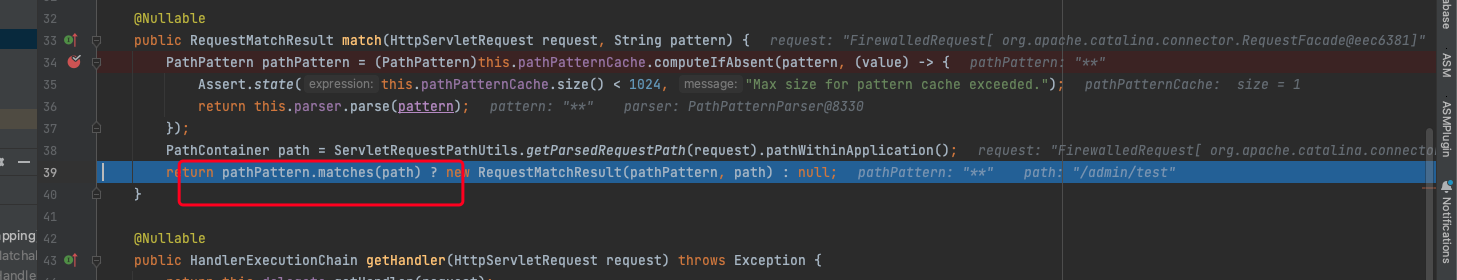 32 @Nullable
33 public RequestMatchResult match(HttpServletRequest request, String pattern) { request: "FirewalledRequest[ org.apache.catalina.connector.RequestFacade@eec6381]"
34 PathPattern pathPattern = (PathPattern)this.pathPatternCache.computeIfAbsent(pattern, (value) -> { pathPattern: "**"
35 Assert.state( expression: this.pathPatternCache.size() < 1024, message: "Max size for pattern cache exceeded."); pathPatternCache: size = 1
36 return this.parser.parse(pattern); pattern: "**" parser: PathPatternParser@8330
37 });
38 PathContainer path = ServletRequestPathUtils.getParsedRequestPath(request).pathWithinApplication(); request: "FirewalledRequest[ org.apache.catalina.connecto
39 return pathPattern.matches(path) ? new RequestMatchResult(pathPattern, path) : null; pathPattern: "**" path: "/admin/test"
40 }
41
42 @Nullable
43 public HandlerExecutionChain getHandler(HttpServletRequest request) throws Exception {
apping
Matcha
Handler
abase
ASM
ASMPlugin
Notifications